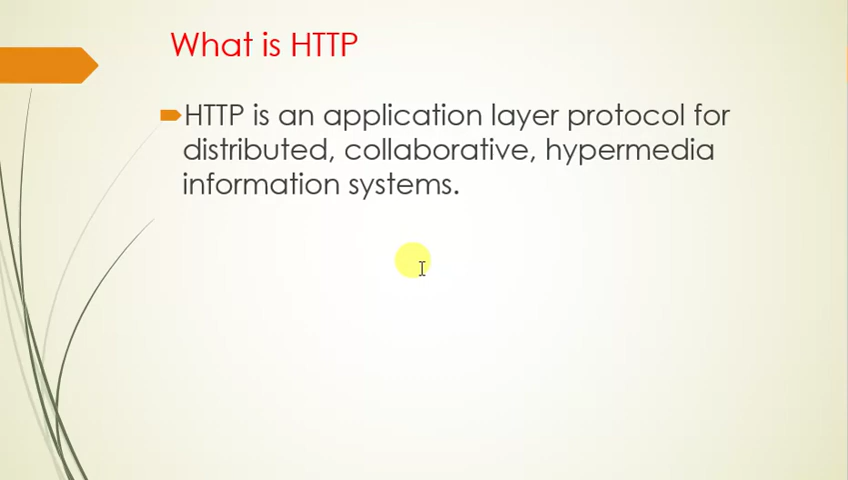 What is HTTP
HTTP is an application layer protocol for
distributed, collaborative, hypermedia
information systems.